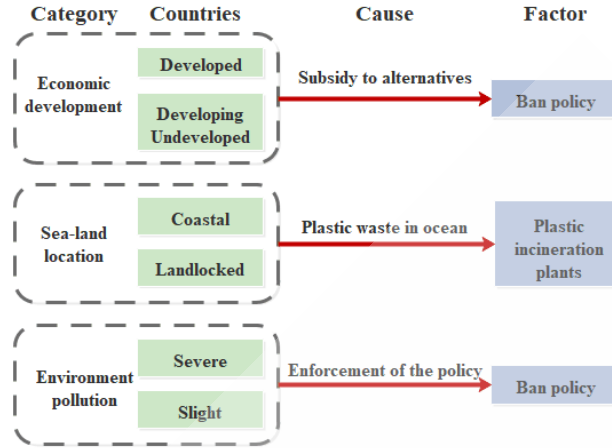 Category Countries Cause Factor
Economic
development
Developed
Developing
Undeveloped
Subsidy to alternatives
Ban policy
Sea-land
location
Coastal
Landlocked
Plastic waste in ocean
Plastic
incineration
plants
Environment
pollution
Severe
Slight
Enforcement of the policy
Ban policy